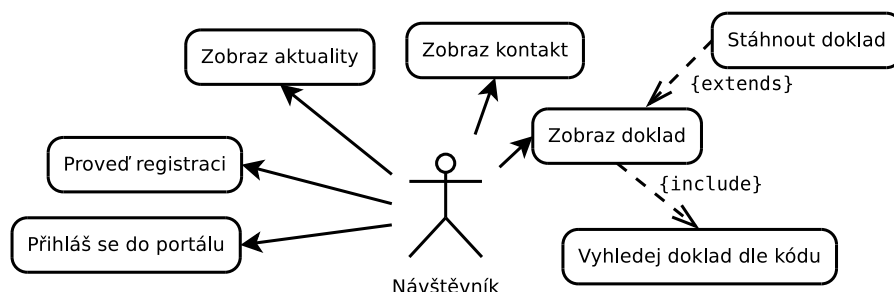 Stáhnout doklad
Zobraz kontakt
Zobraz aktuality
{extends}
Zobraz doklad
Proveď registraci
{include}
Přihláš se do portálu
Vyhledej doklad dle kódu
Návštěvník